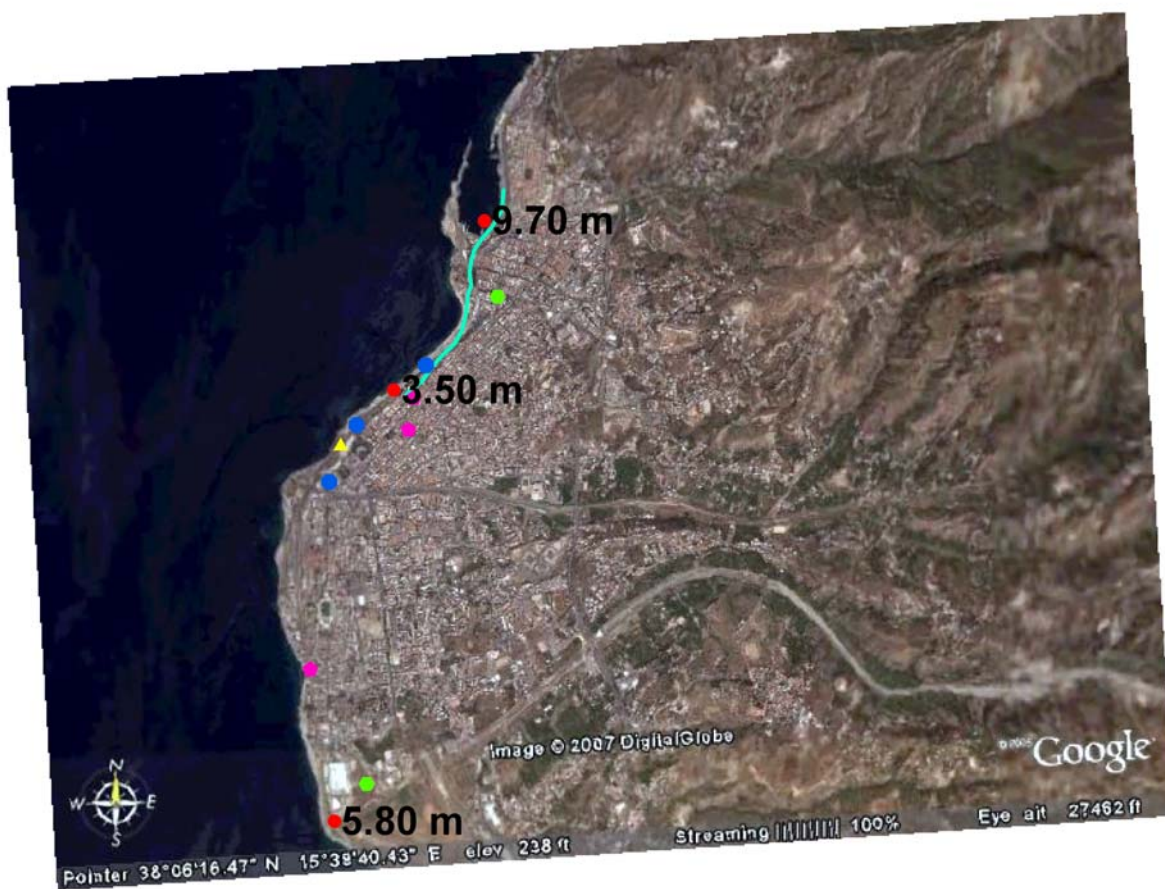 9.70 m
3.50 m
Image © 2007 DigitalGlobe
Google
N
W E
S
5.80 m
Pointer 38°06'16.47" N 15°38'40.43" E elev 238 ft Streaming |||||||||| 100% Eye alt 27462 ft